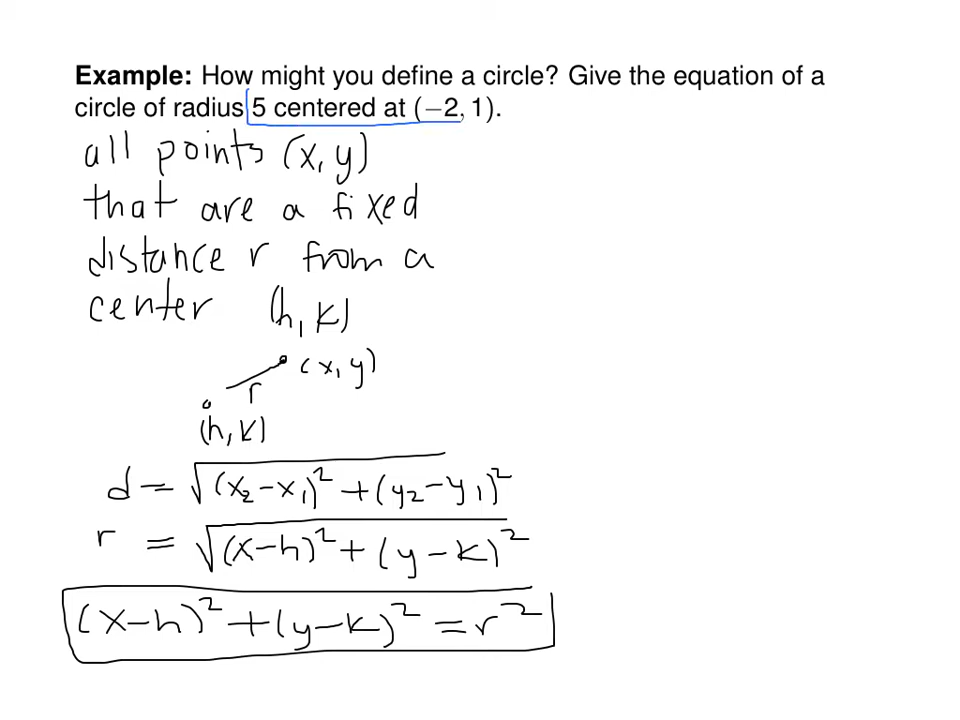 Example: How might you define a circle? Give the equation of a
circle of radius 5 centered at (−2, 1).
all points (x, y)
that are a fixed
distance r from a
center (h, k)
(x, y)
r
(h, k)
d = √(x₂−x₁)² + (y₂−y₁)²
r = √(x−h)² + (y−k)²
(x−h)² + (y−k)² = r²